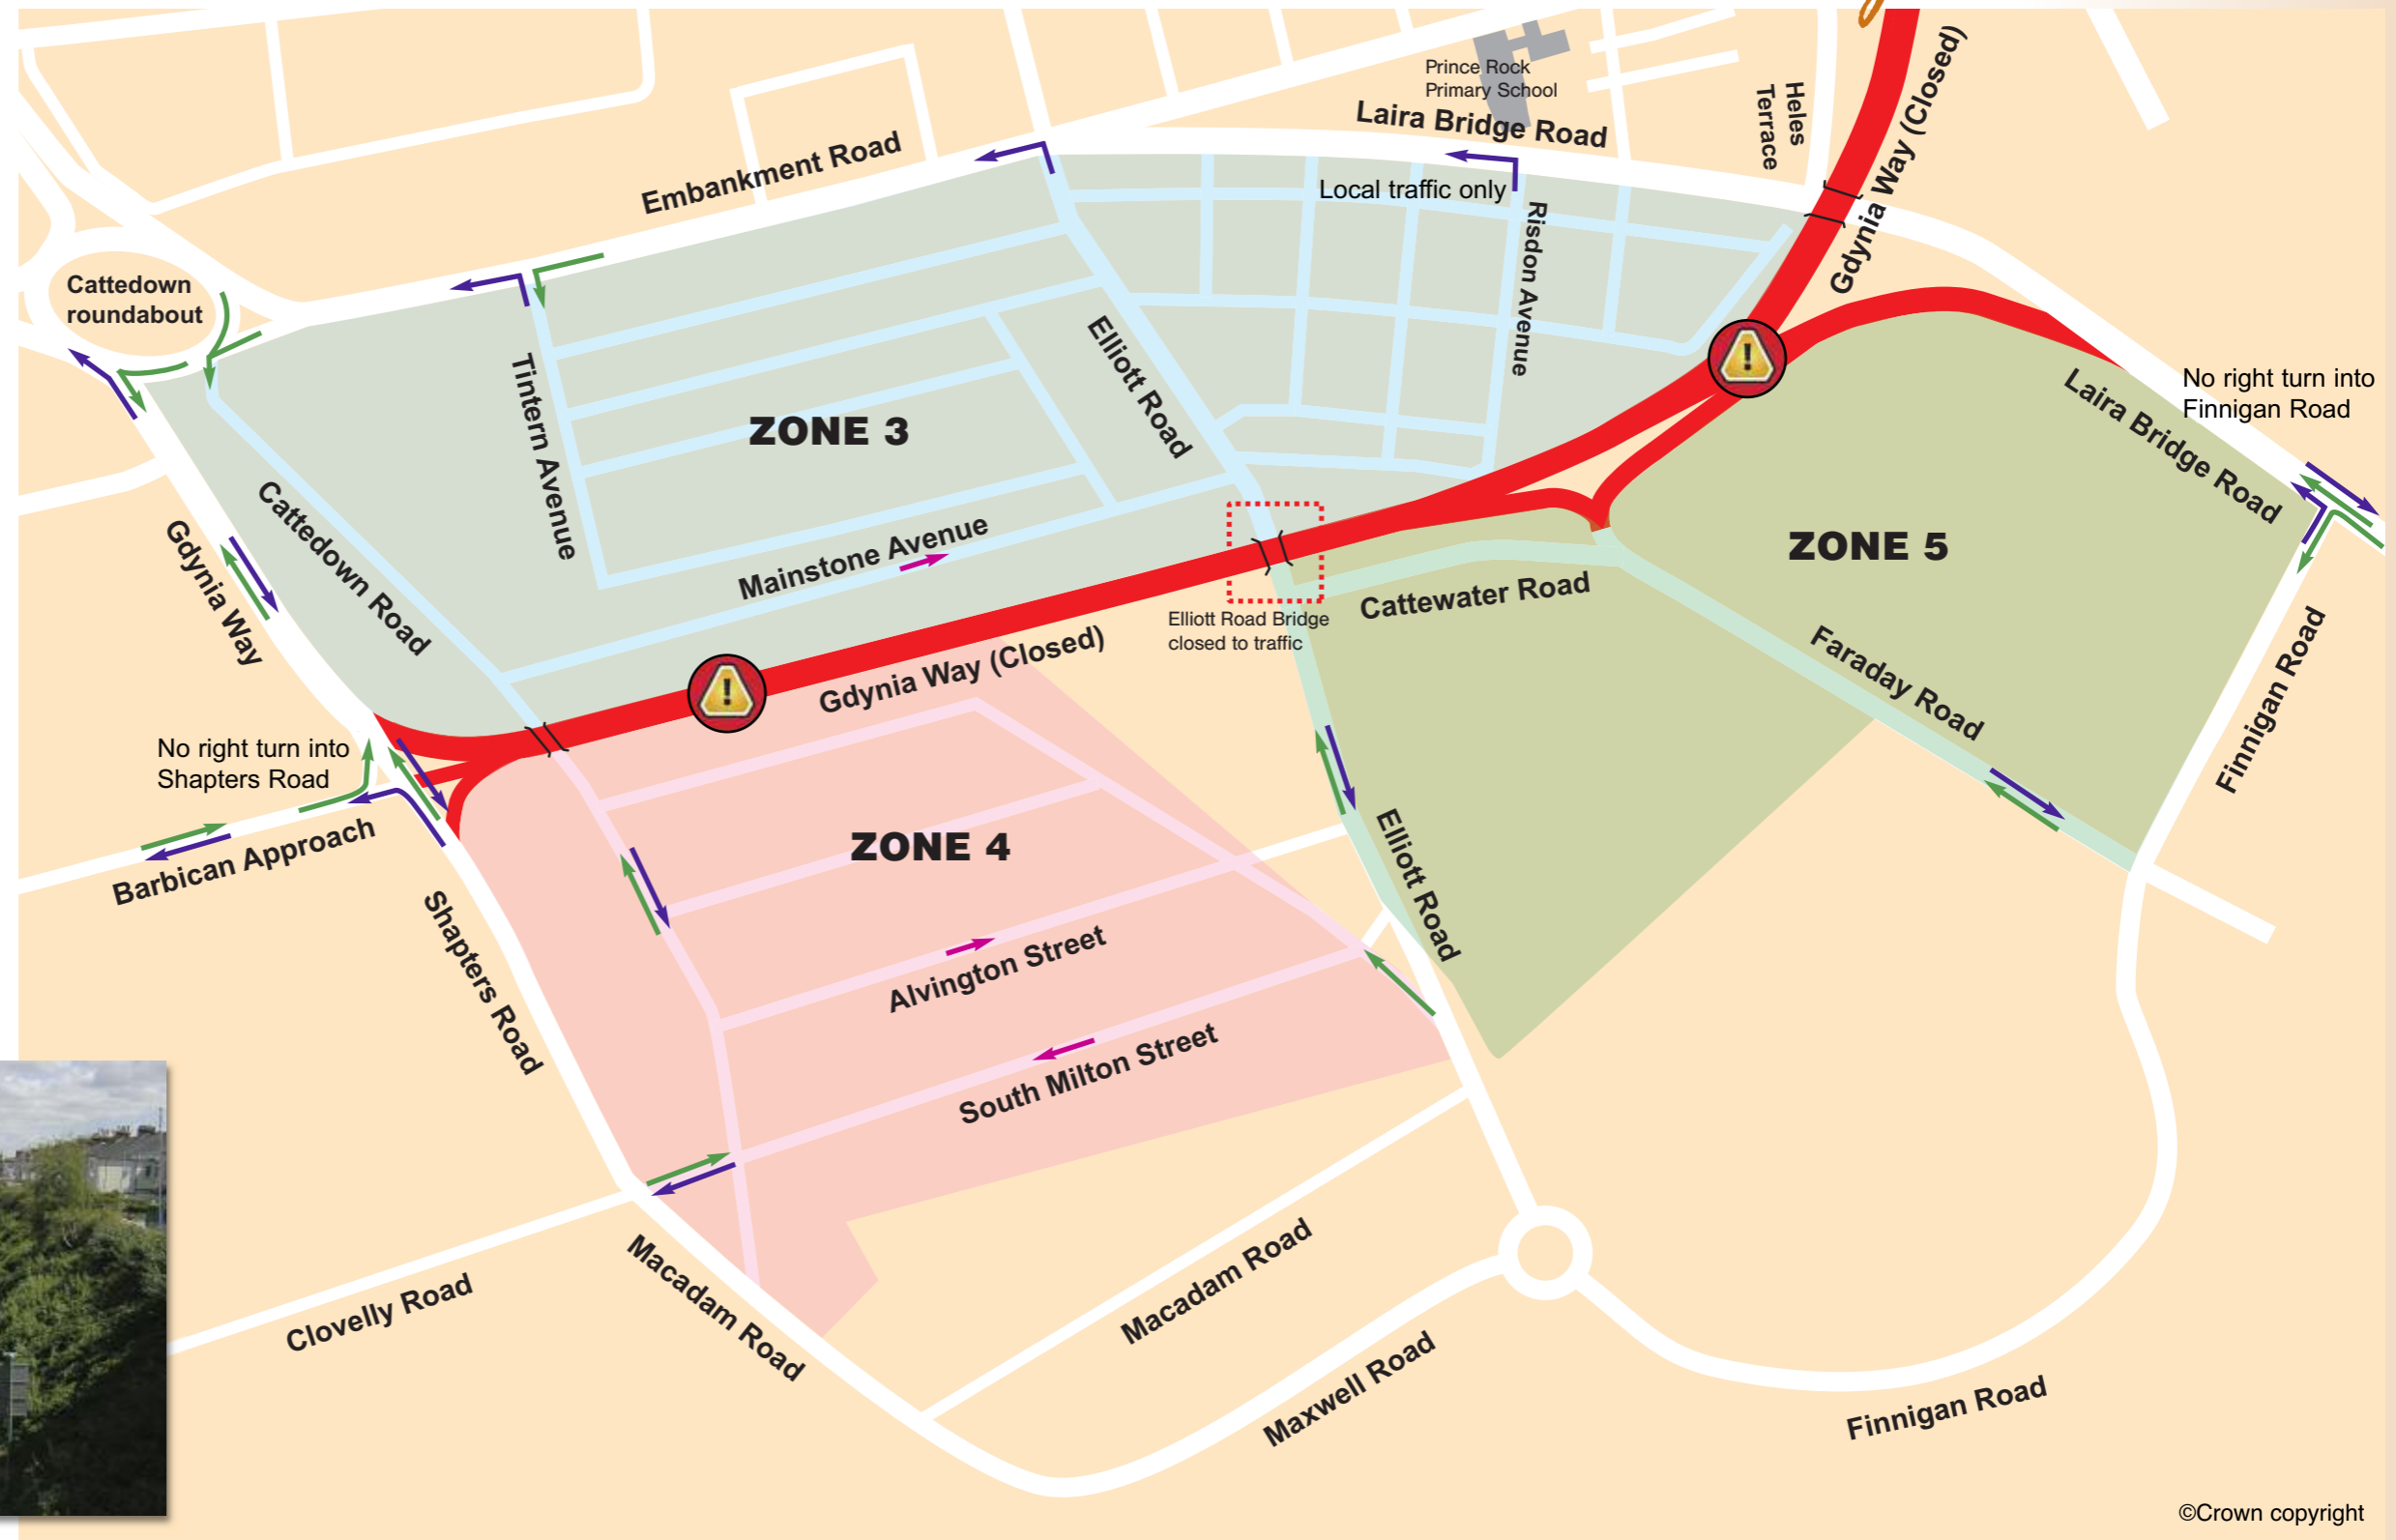 Prince Rock
Primary School
Laira Bridge Road
Heles
Terrace
Gdynia Way (Closed)
Embankment Road
Local traffic only
Risdon Avenue
Cattedown
roundabout
Tintern Avenue
Elliott Road
ZONE 3
No right turn into
Finnigan Road
Laira Bridge Road
Cattedown Road
Gdynia Way
Mainstone Avenue
ZONE 5
Cattewater Road
Elliott Road Bridge
closed to traffic
Gdynia Way (Closed)
Faraday Road
Finnigan Road
No right turn into
Shapters Road
Barbican Approach
ZONE 4
Elliott Road
Shapters Road
Alvington Street
South Milton Street
Clovelly Road
Macadam Road
Macadam Road
Maxwell Road
Finnigan Road
©Crown copyright